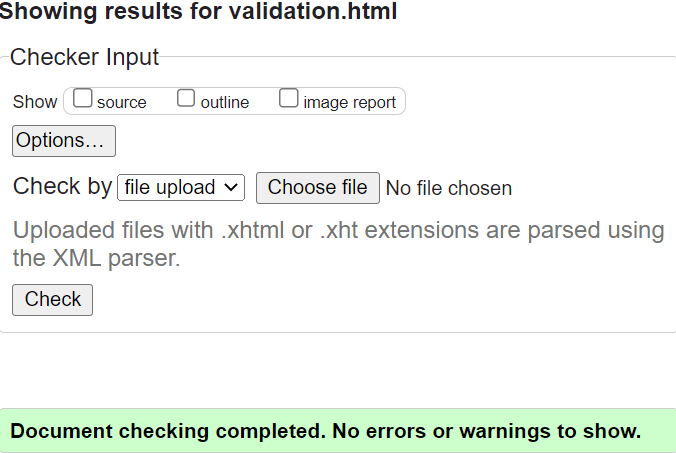 Showing results for validation.html
Checker Input
Show source outline image report
Options...
Check by file upload Choose file No file chosen
Uploaded files with .xhtml or .xht extensions are parsed using
the XML parser.
Check
Document checking completed. No errors or warnings to show.